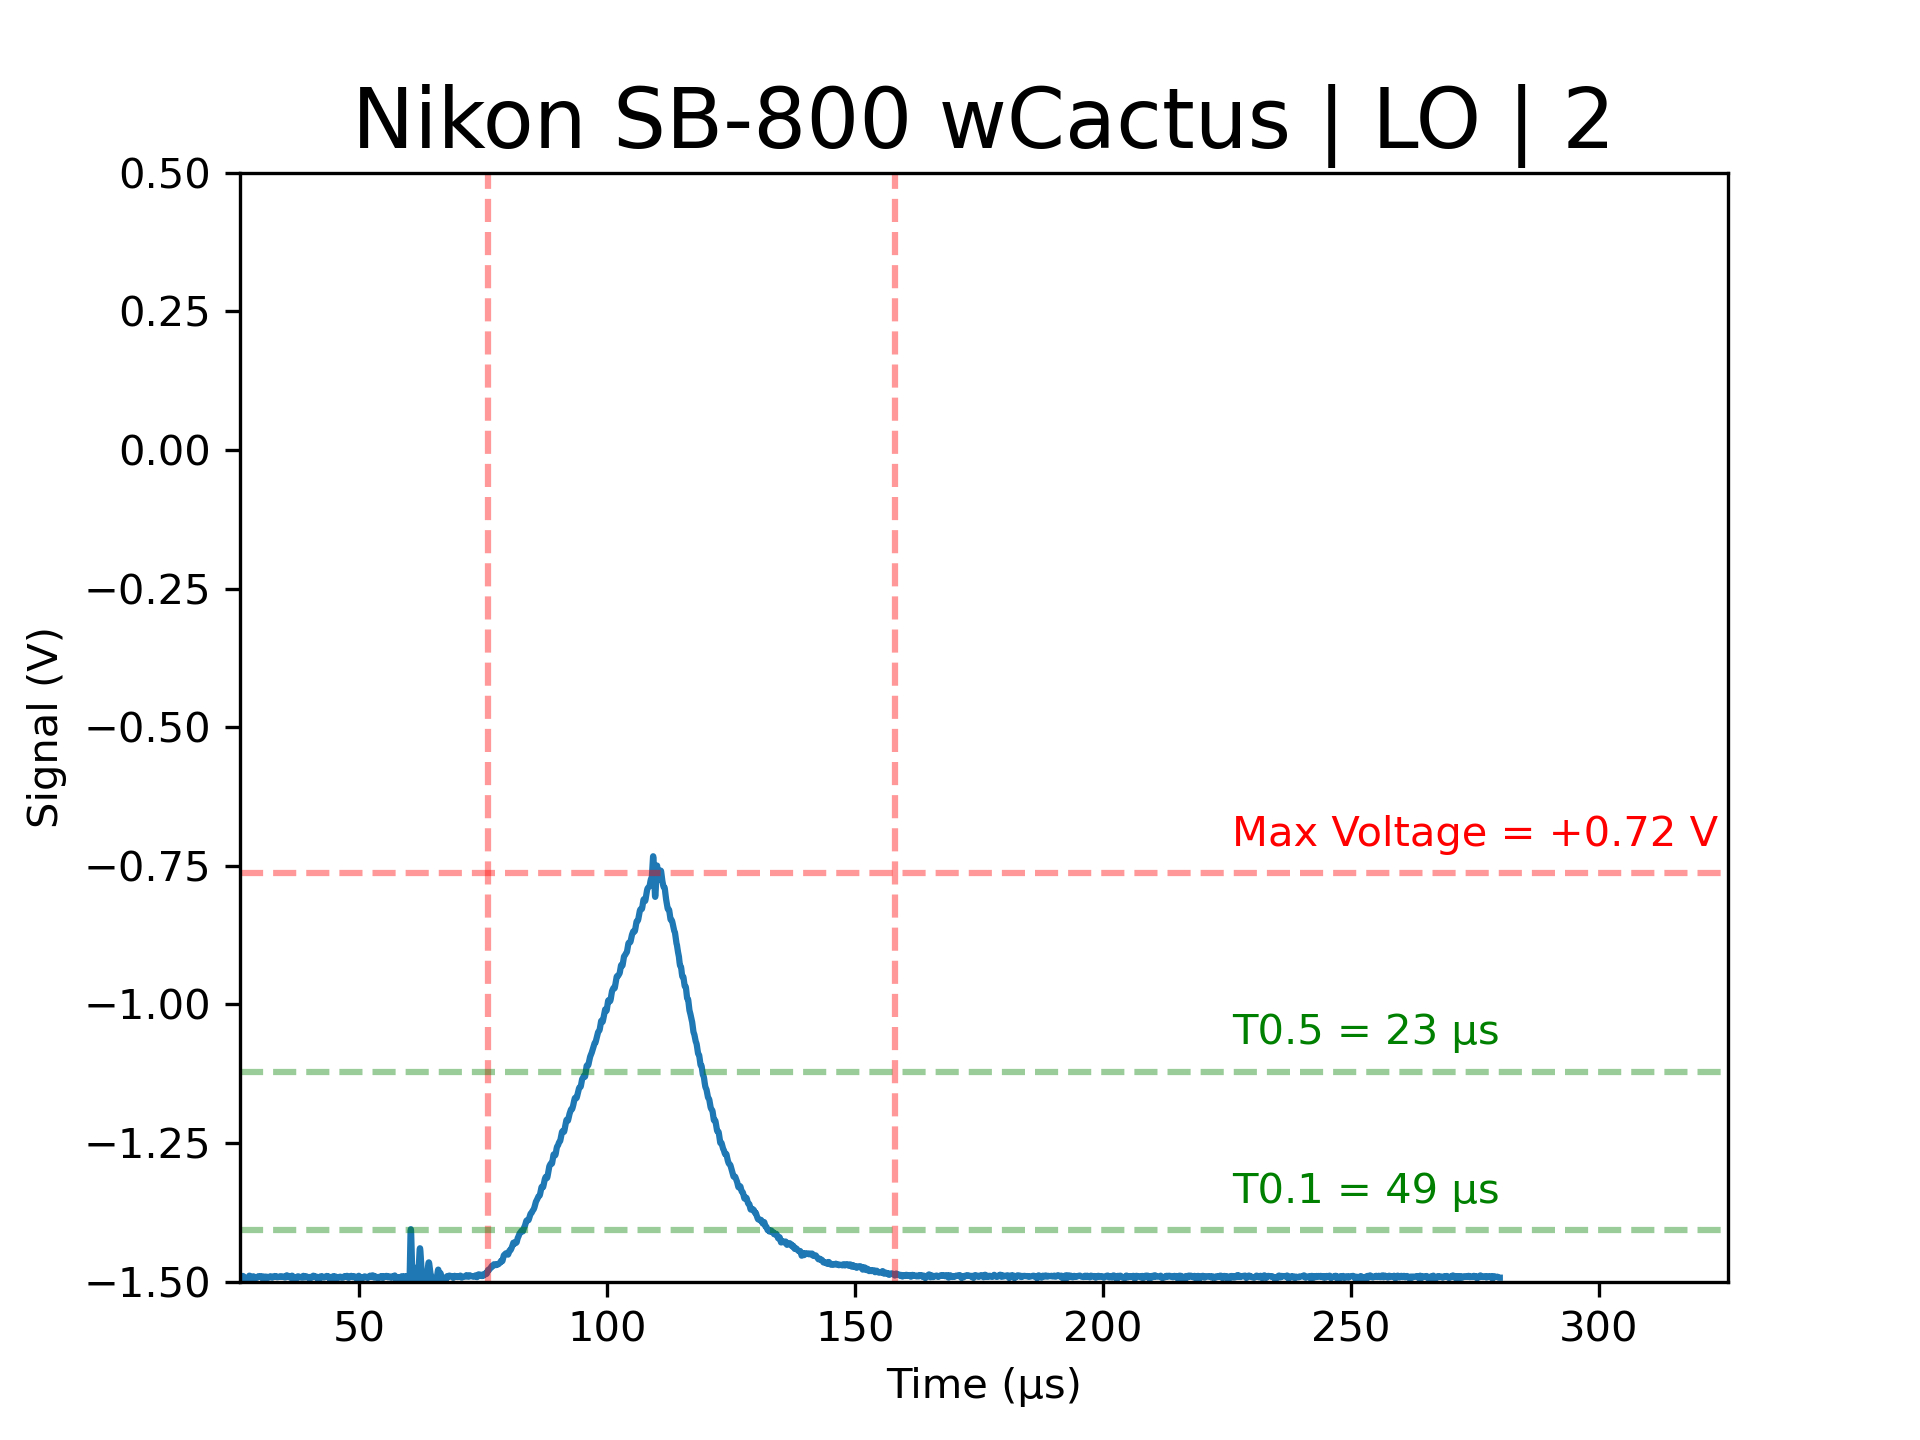 Nikon SB-800 wCactus | LO | 2
0.50
0.25
0.00
−0.25
−0.50
−0.75
−1.00
−1.25
−1.50
Signal (V)
Max Voltage = +0.72 V
T0.5 = 23 µs
T0.1 = 49 µs
50 100 150 200 250 300
Time (µs)